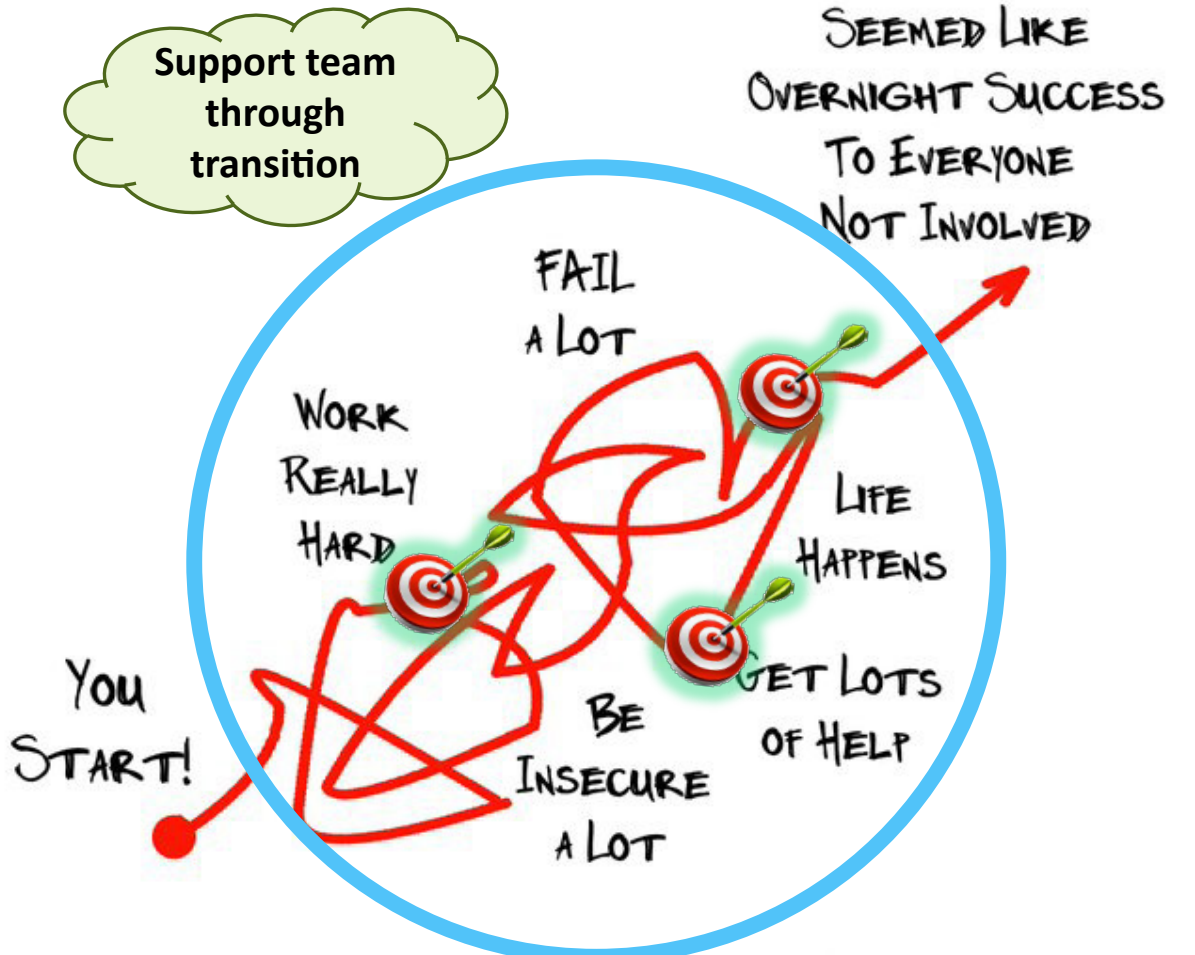 Support team
through
transition
SEEMED LIKE
OVERNIGHT SUCCESS
TO EVERYONE
NOT INVOLVED
FAIL
A LOT
WORK
REALLY
HARD
LIFE
HAPPENS
YOU
START!
GET LOTS
OF HELP
BE
INSECURE
A LOT